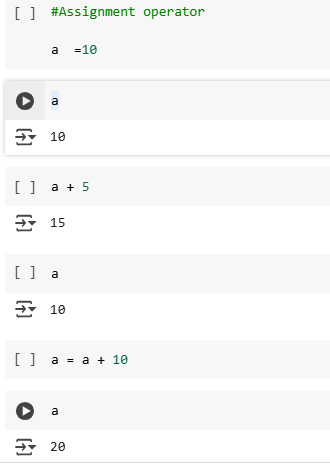 [ ] #Assignment operator
a =10
a
10
[ ] a + 5
15
[ ] a
10
[ ] a = a + 10
a
20